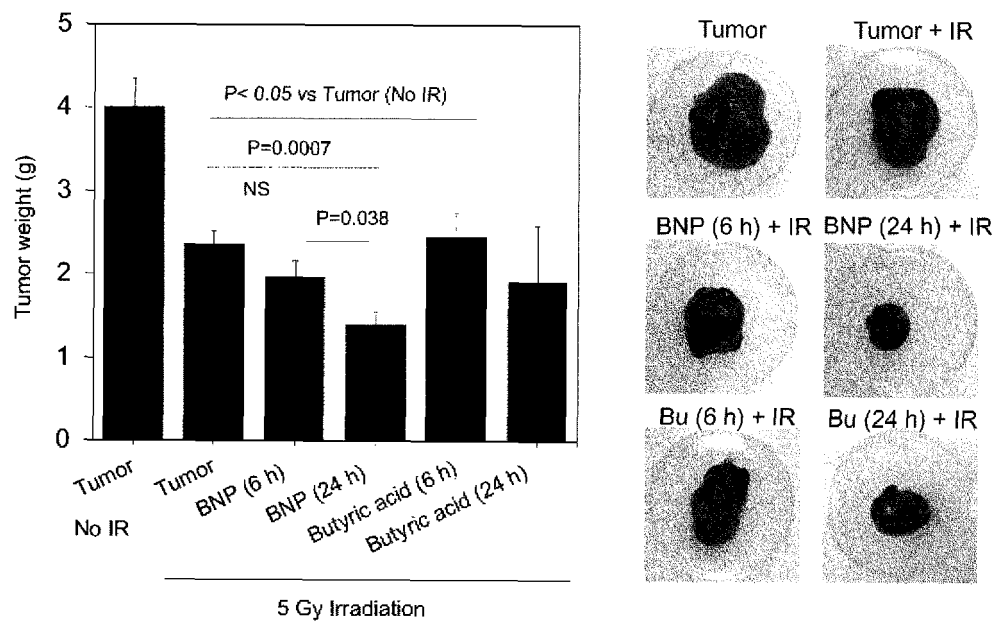 5
4
3
2
1
0
Tumor weight (g)
P< 0.05 vs Tumor (No IR)
P=0.0007
NS
P=0.038
Tumor
Tumor
BNP (6 h)
BNP (24 h)
Butyric acid (6 h)
Butyric acid (24 h)
No IR
5 Gy Irradiation
Tumor
Tumor + IR
BNP (6 h) + IR
BNP (24 h) + IR
Bu (6 h) + IR
Bu (24 h) + IR